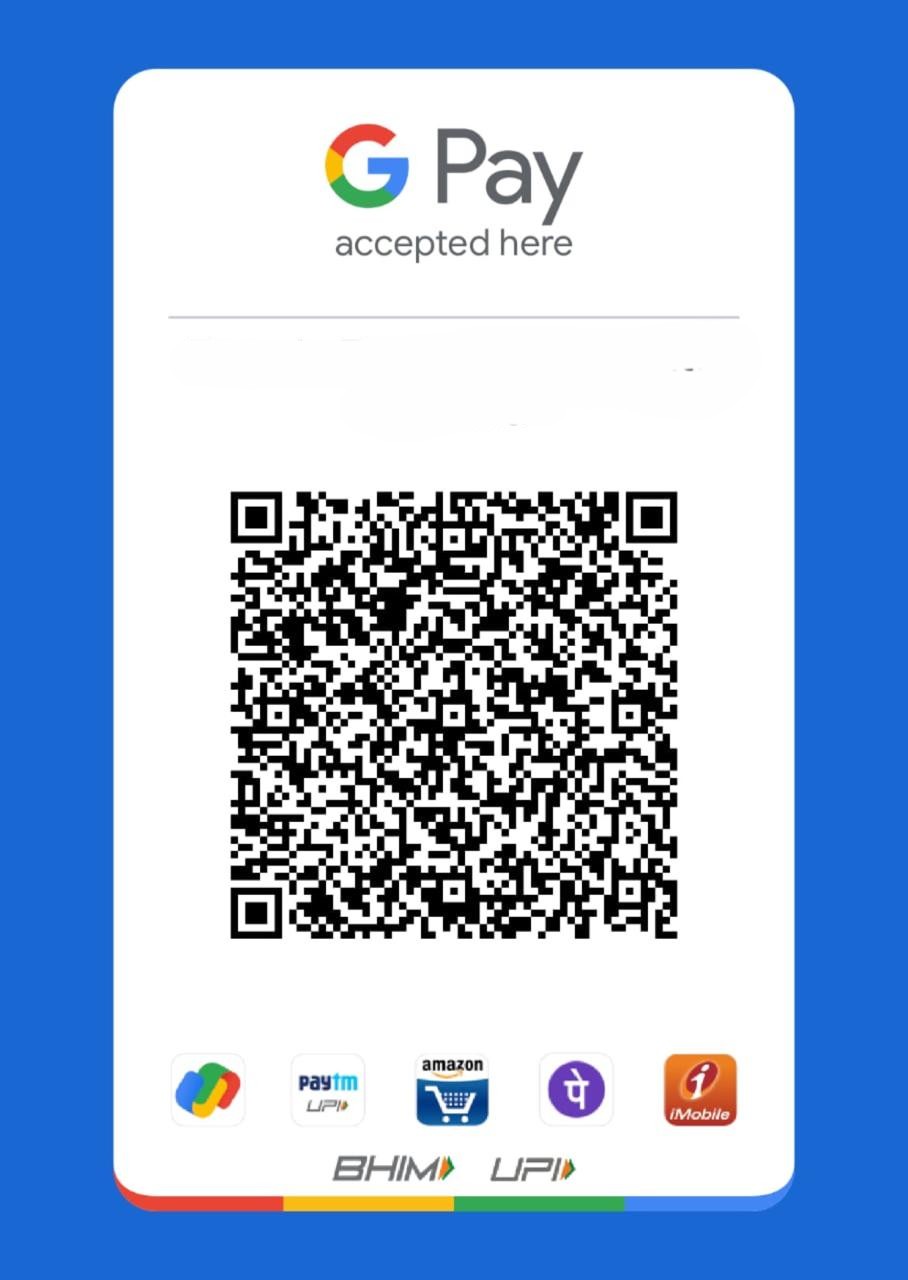 G Pay
accepted here
paytm
UPI
amazon
पे
i
iMobile
BHIM UPI